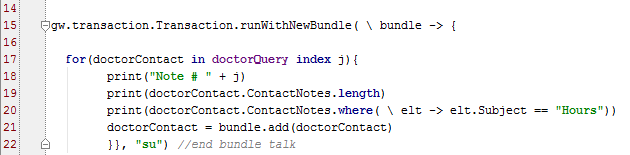 14
15 gw.transaction.Transaction.runWithNewBundle( \ bundle -> {
16
17 for(doctorContact in doctorQuery index j){
18 print("Note # " + j)
19 print(doctorContact.ContactNotes.length)
20 print(doctorContact.ContactNotes.where( \ elt -> elt.Subject == "Hours"))
21 doctorContact = bundle.add(doctorContact)
22 }}, "su") //end bundle talk